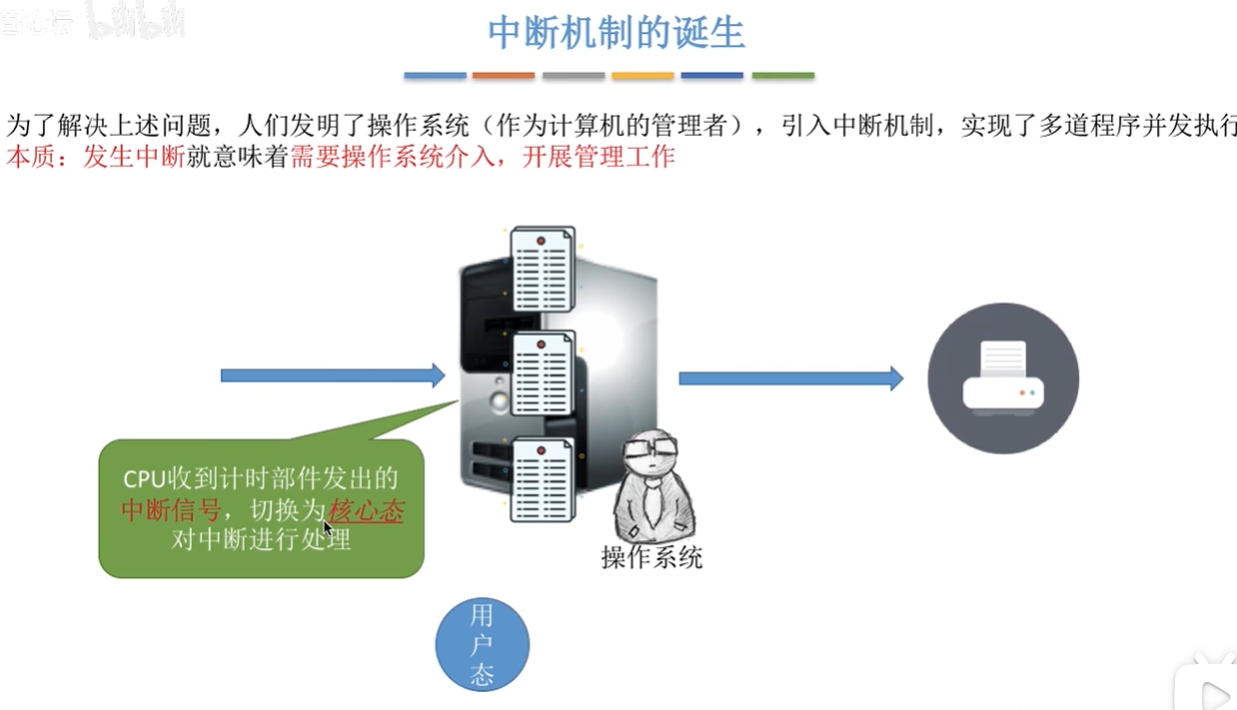 中断机制的诞生
为了解决上述问题，人们发明了操作系统（作为计算机的管理者），引入中断机制，实现了多道程序并发执行
本质：发生中断就意味着需要操作系统介入，开展管理工作
CPU收到计时部件发出的
中断信号，切换为核心态
对中断进行处理
操作系统
用
户
态